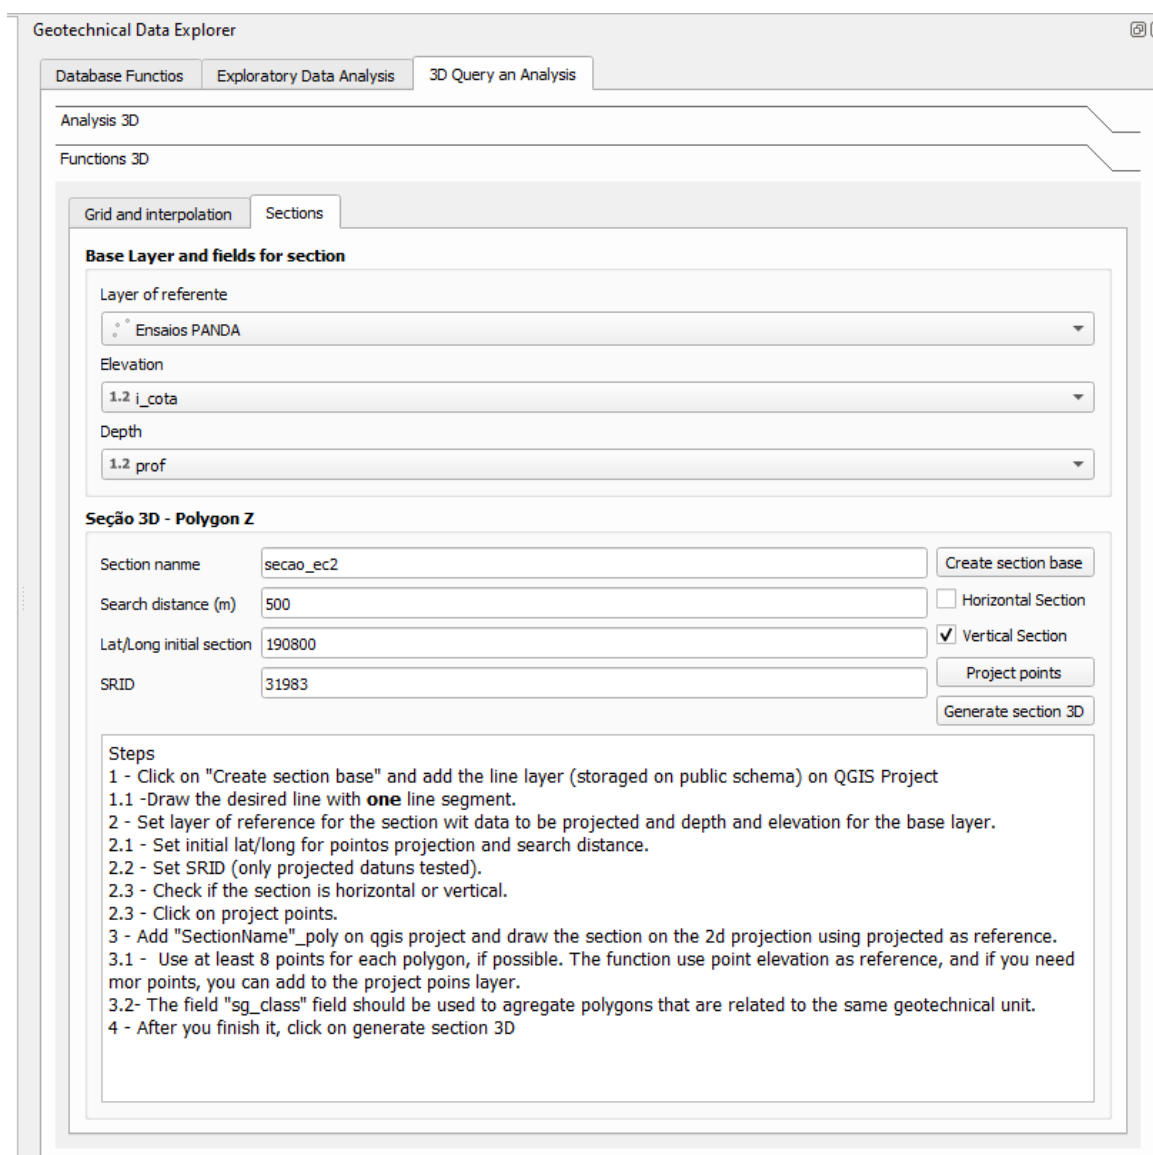 Geotechnical Data Explorer
Database Functios
Exploratory Data Analysis
3D Query an Analysis
Analysis 3D
Functions 3D
Grid and interpolation
Sections
Base Layer and fields for section
Layer of referente
Ensaios PANDA
Elevation
1.2 i_cota
Depth
1.2 prof
Seção 3D - Polygon Z
Section nanme
secao_ec2
Create section base
Search distance (m)
500
Horizontal Section
Lat/Long initial section
190800
Vertical Section
SRID
31983
Project points
Generate section 3D
Steps
1 - Click on "Create section base" and add the line layer (storaged on public schema) on QGIS Project
1.1 -Draw the desired line with one line segment.
2 - Set layer of reference for the section wit data to be projected and depth and elevation for the base layer.
2.1 - Set initial lat/long for pointos projection and search distance.
2.2 - Set SRID (only projected datuns tested).
2.3 - Check if the section is horizontal or vertical.
2.3 - Click on project points.
3 - Add "SectionName"_poly on qgis project and draw the section on the 2d projection using projected as reference.
3.1 -  Use at least 8 points for each polygon, if possible. The function use point elevation as reference, and if you need
mor points, you can add to the project poins layer.
3.2- The field "sg_class" field should be used to agregate polygons that are related to the same geotechnical unit.
4 - After you finish it, click on generate section 3D